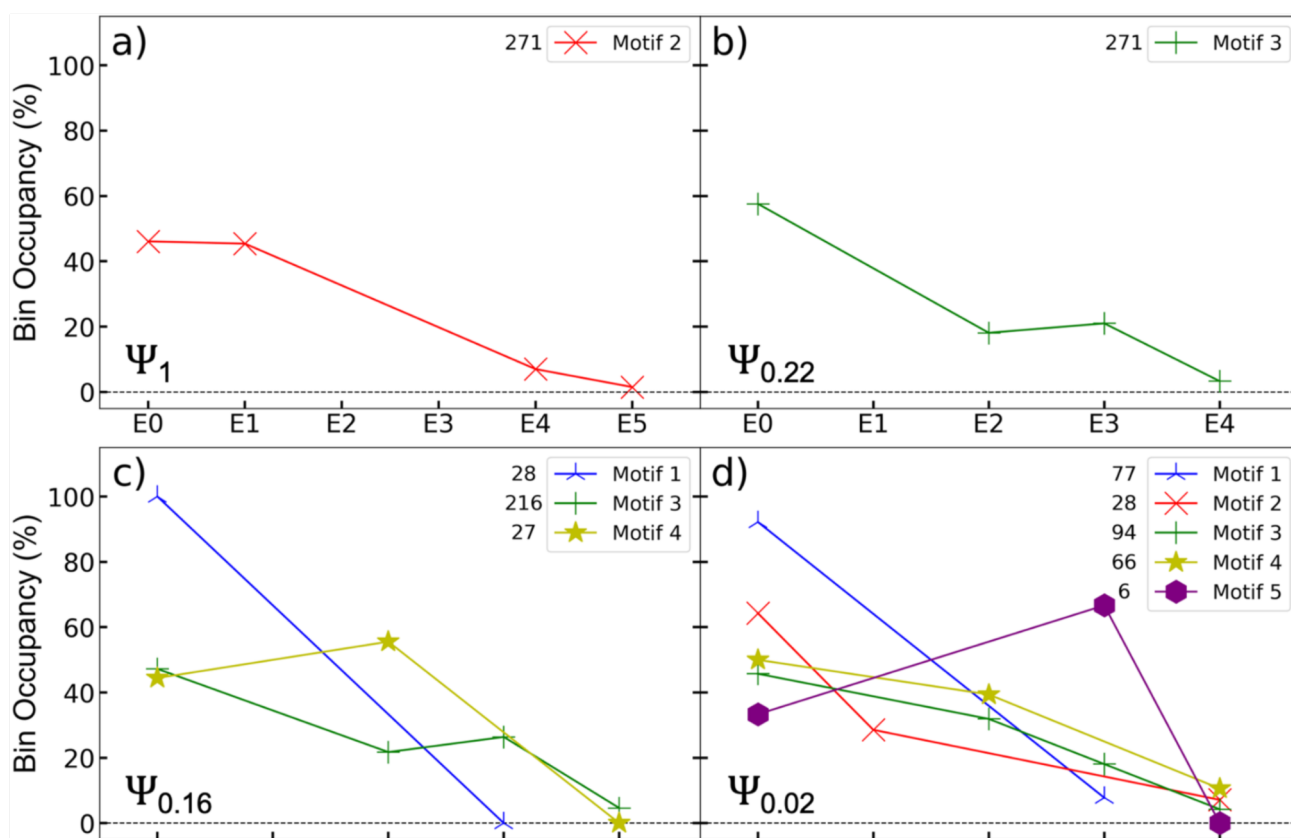 a)
271 Motif 2
b)
271 Motif 3
Bin Occupancy (%)
100
80
60
40
20
0
Ψ1
Ψ0.22
E0 E1 E2 E3 E4 E5
E0 E1 E2 E3 E4
c)
28 Motif 1
216 Motif 3
27 Motif 4
d)
77 Motif 1
28 Motif 2
94 Motif 3
66 Motif 4
6 Motif 5
Bin Occupancy (%)
100
80
60
40
20
0
Ψ0.16
Ψ0.02